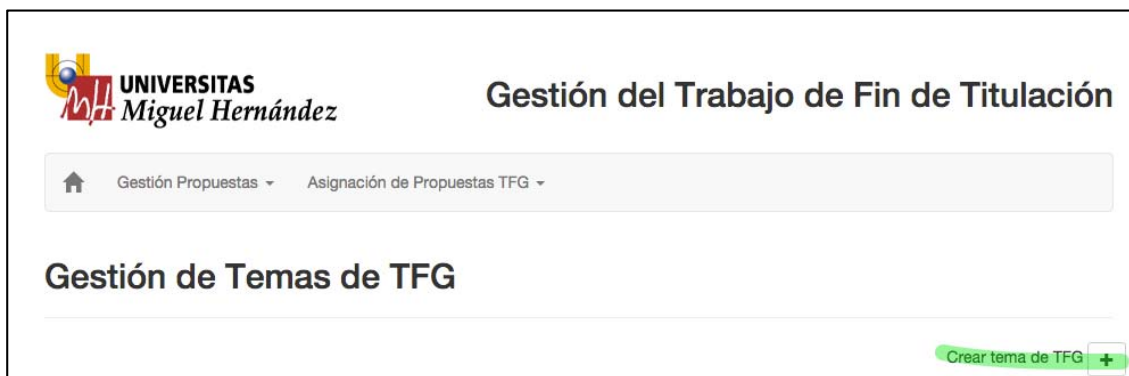 UNIVERSITAS
Miguel Hernández
Gestión del Trabajo de Fin de Titulación
Gestión Propuestas
Asignación de Propuestas TFG
Gestión de Temas de TFG
Crear tema de TFG +